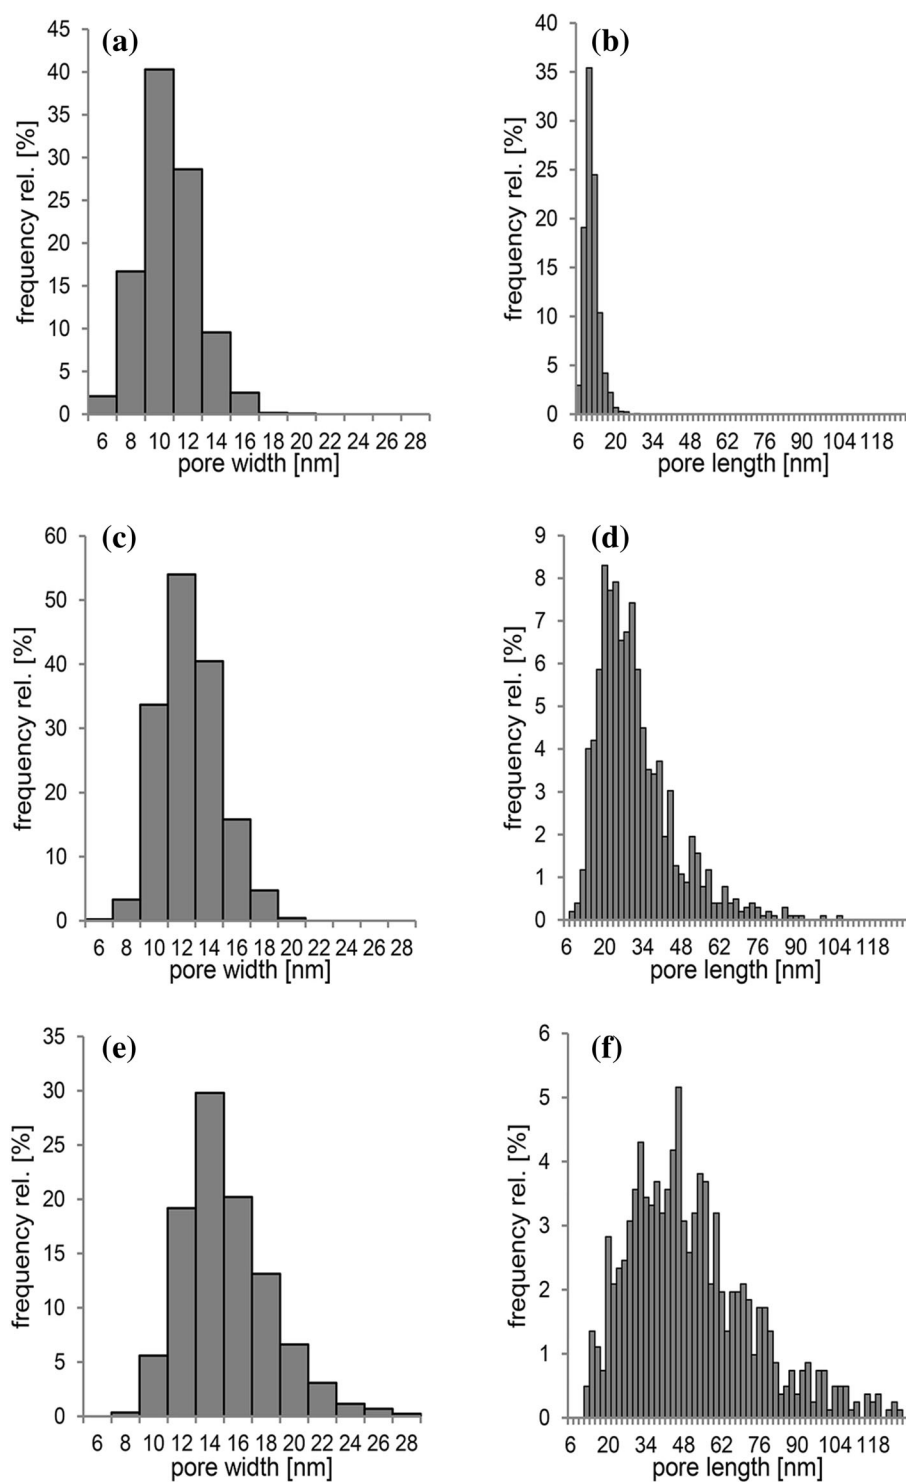 (a)
frequency rel. [%]
45
40
35
30
25
20
15
10
5
0
6 8 10 12 14 16 18 20 22 24 26 28
pore width [nm]
(b)
frequency rel. [%]
40
35
30
25
20
15
10
5
0
6 20 34 48 62 76 90 104 118
pore length [nm]
(c)
frequency rel. [%]
60
50
40
30
20
10
0
6 8 10 12 14 16 18 20 22 24 26 28
pore width [nm]
(d)
frequency rel. [%]
9
8
7
6
5
4
3
2
1
0
6 20 34 48 62 76 90 104 118
pore length [nm]
(e)
frequency rel. [%]
35
30
25
20
15
10
5
0
6 8 10 12 14 16 18 20 22 24 26 28
pore width [nm]
(f)
frequency rel. [%]
6
5
4
3
2
1
0
6 20 34 48 62 76 90 104 118
pore length [nm]